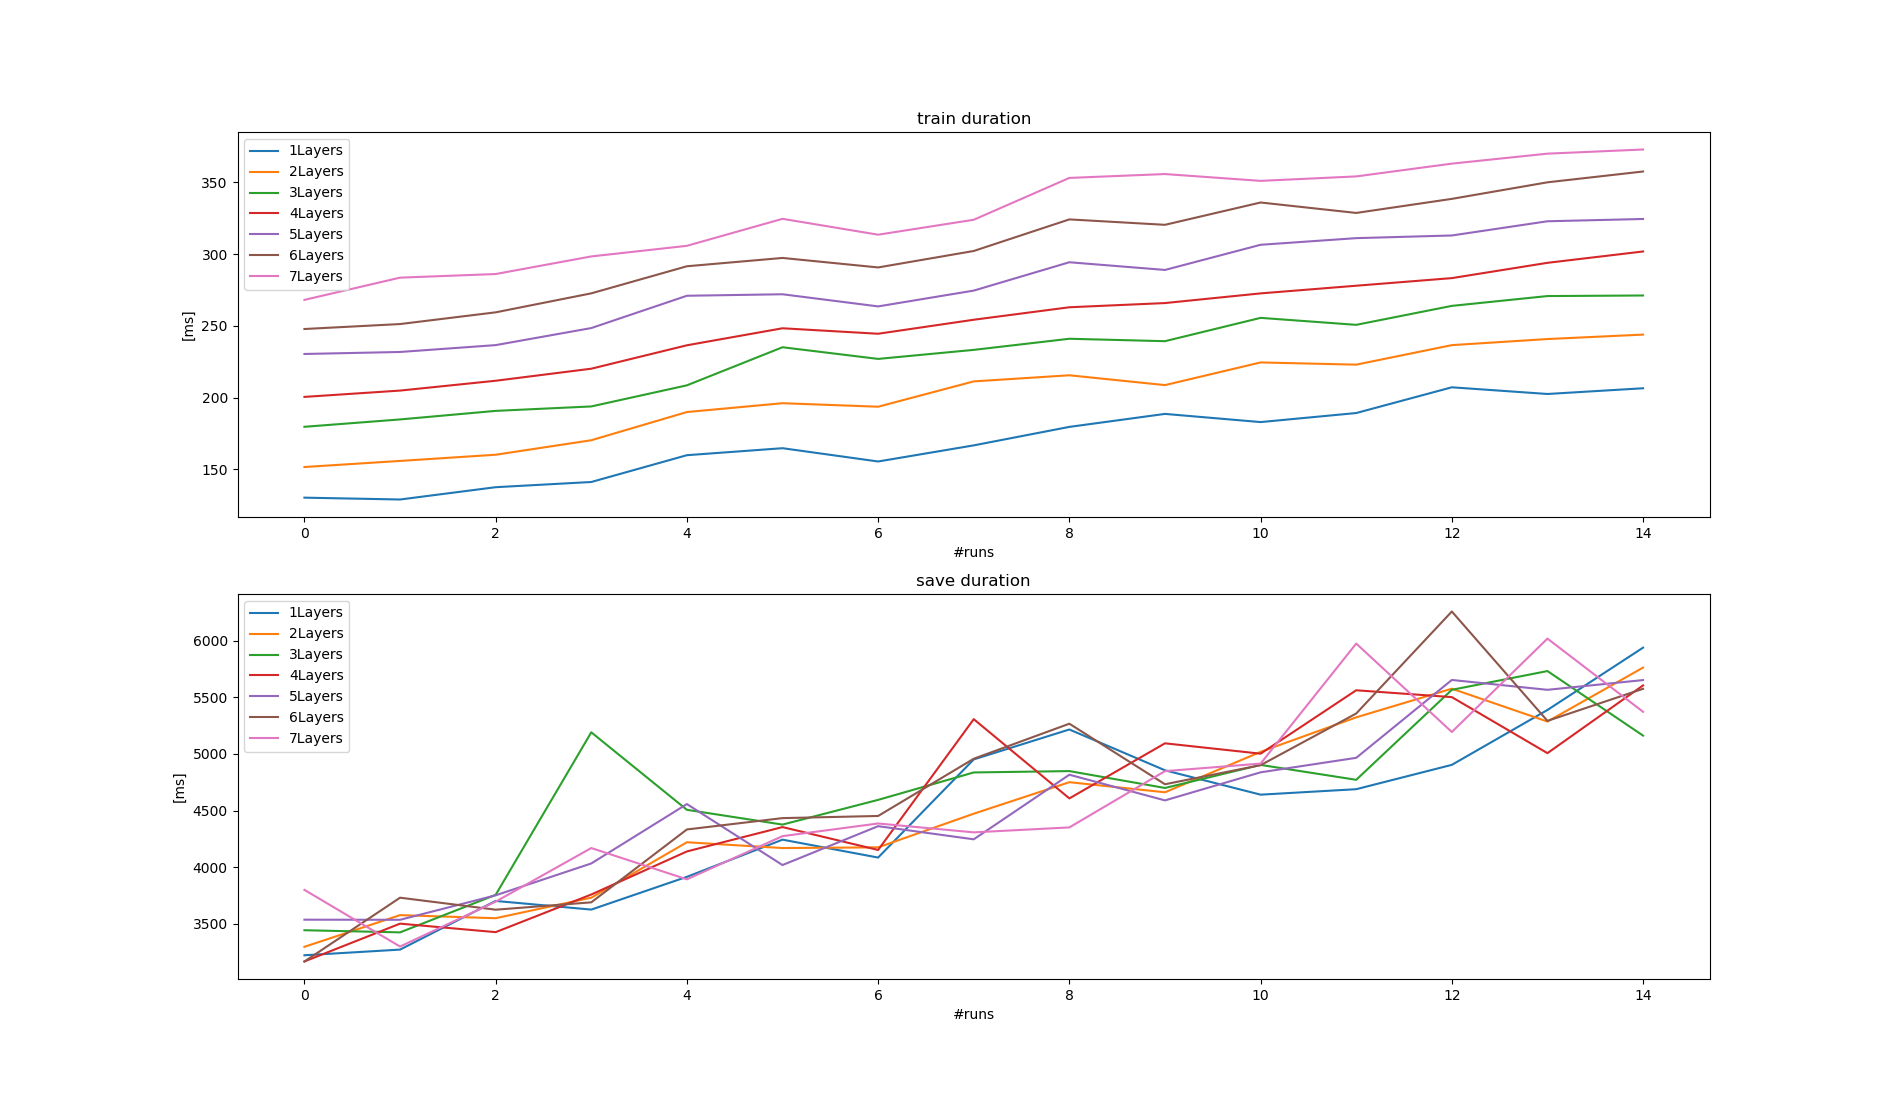 train duration
1Layers
2Layers
3Layers
4Layers
5Layers
6Layers
7Layers
350
300
250
200
150
[ms]
0 2 4 6 8 10 12 14
#runs
save duration
1Layers
2Layers
3Layers
4Layers
5Layers
6Layers
7Layers
6000
5500
5000
4500
4000
3500
[ms]
0 2 4 6 8 10 12 14
#runs